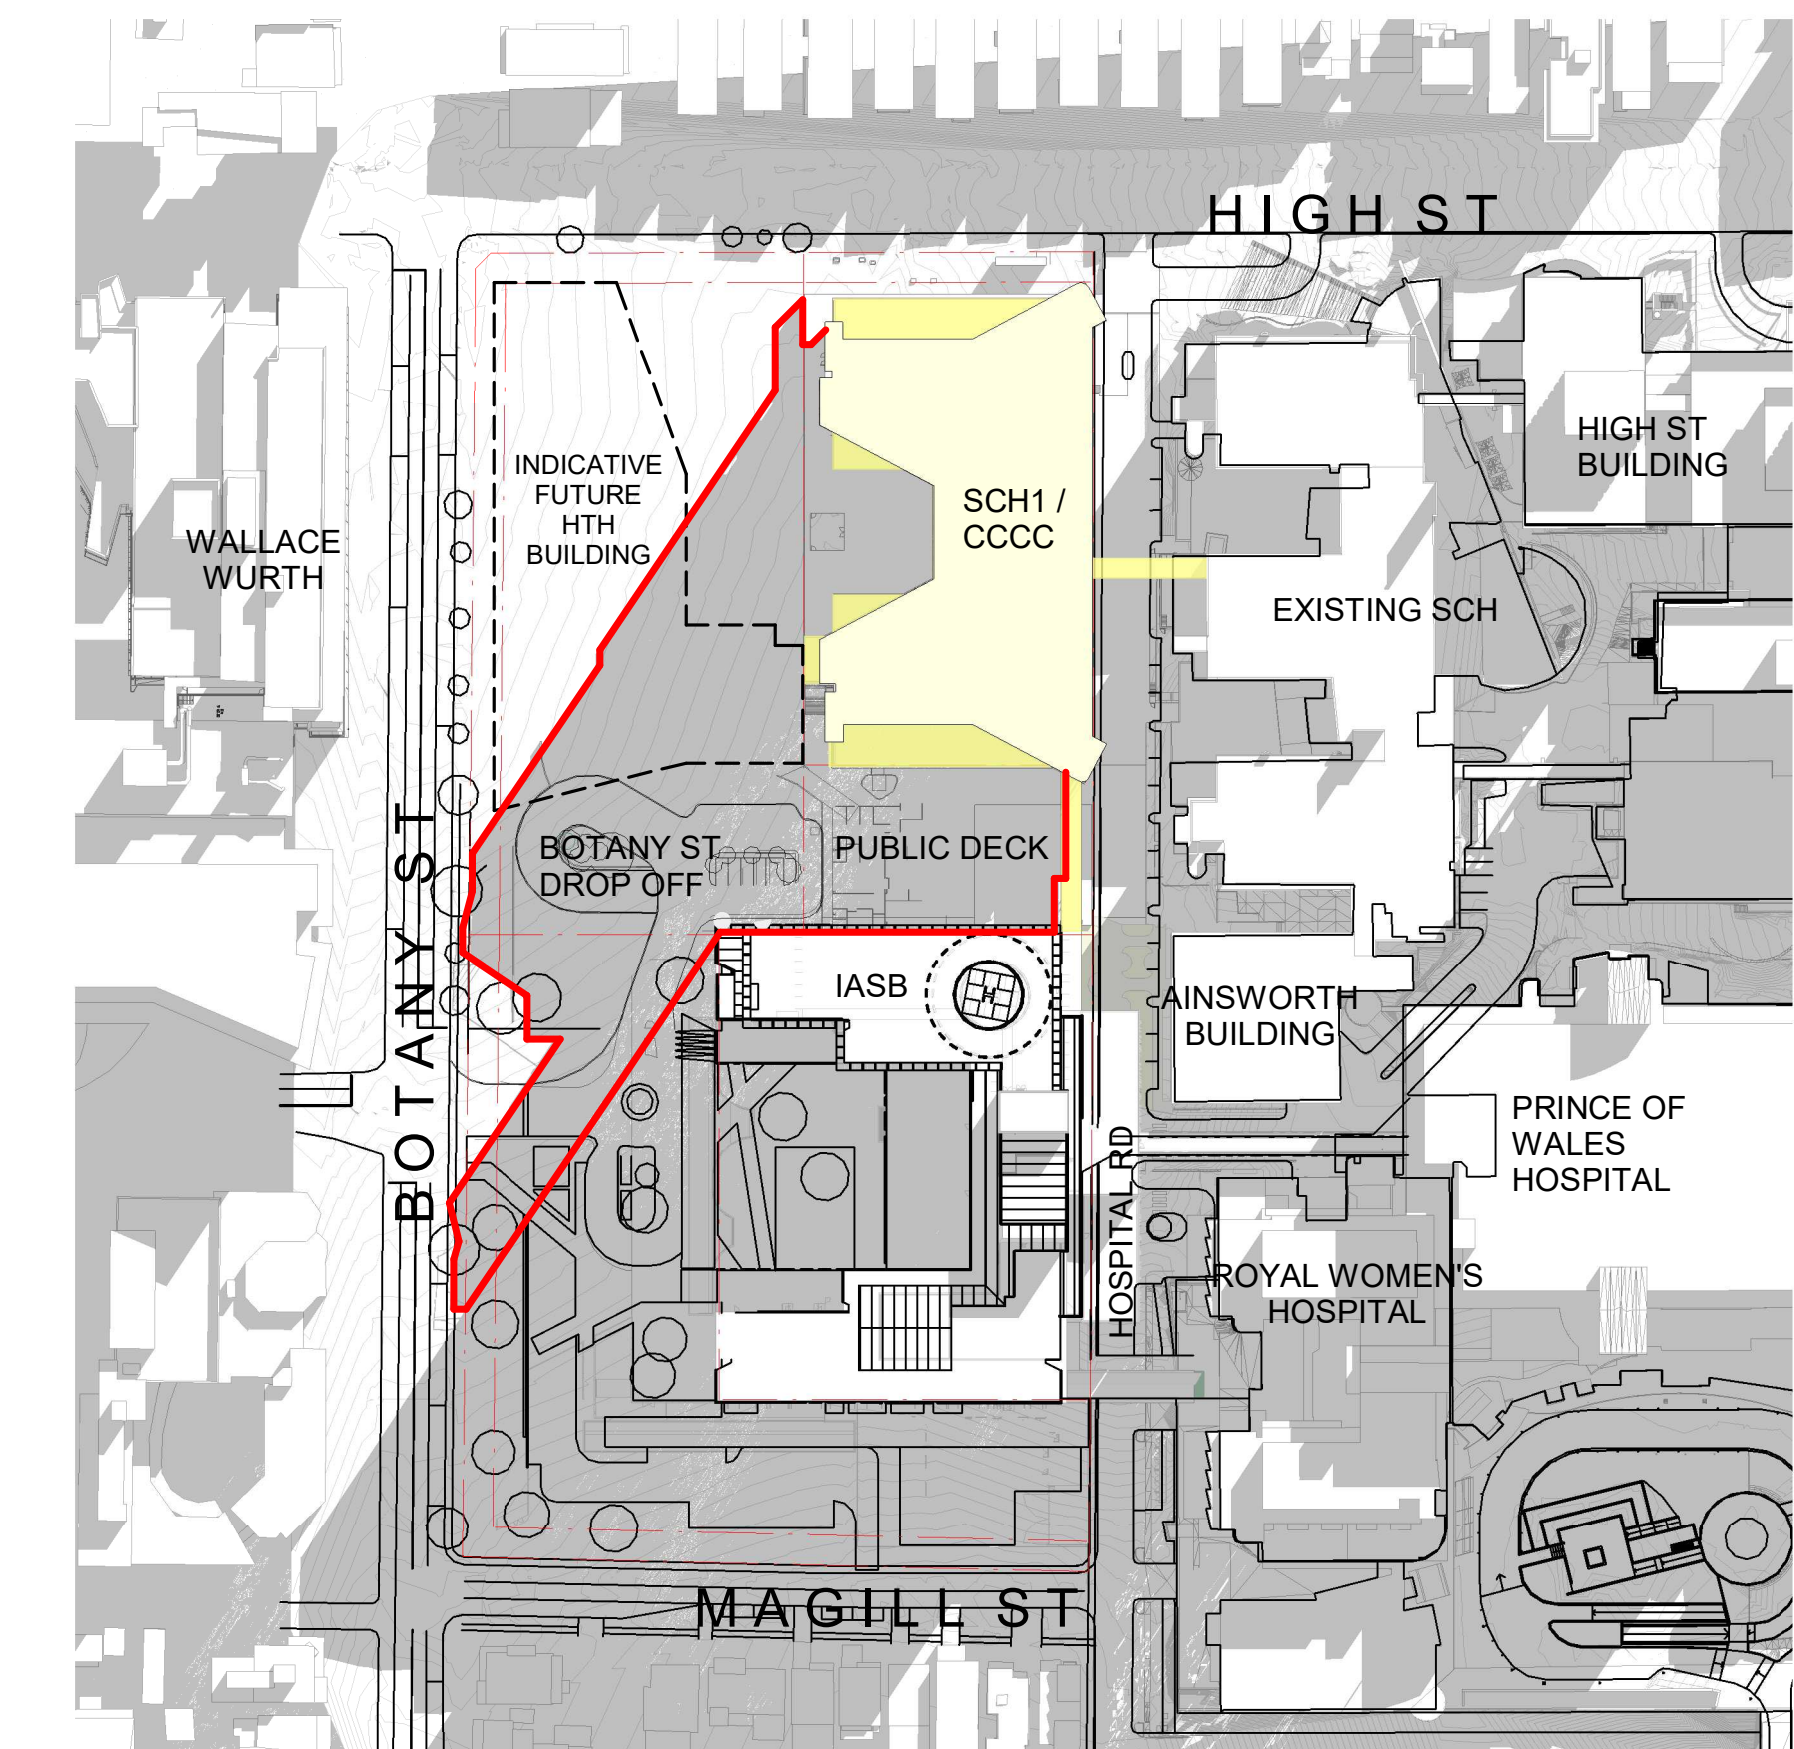 HIGH ST
HIGH ST
BUILDING
INDICATIVE
FUTURE
HTH
BUILDING
SCH1 /
CCCC
WALLACE
WURTH
EXISTING SCH
BOTANY ST
DROP OFF
PUBLIC DECK
BOTANY ST
IASB
H
AINSWORTH
BUILDING
PRINCE OF
WALES
HOSPITAL
HOSPITAL RD
ROYAL WOMEN'S
HOSPITAL
MAGILL ST